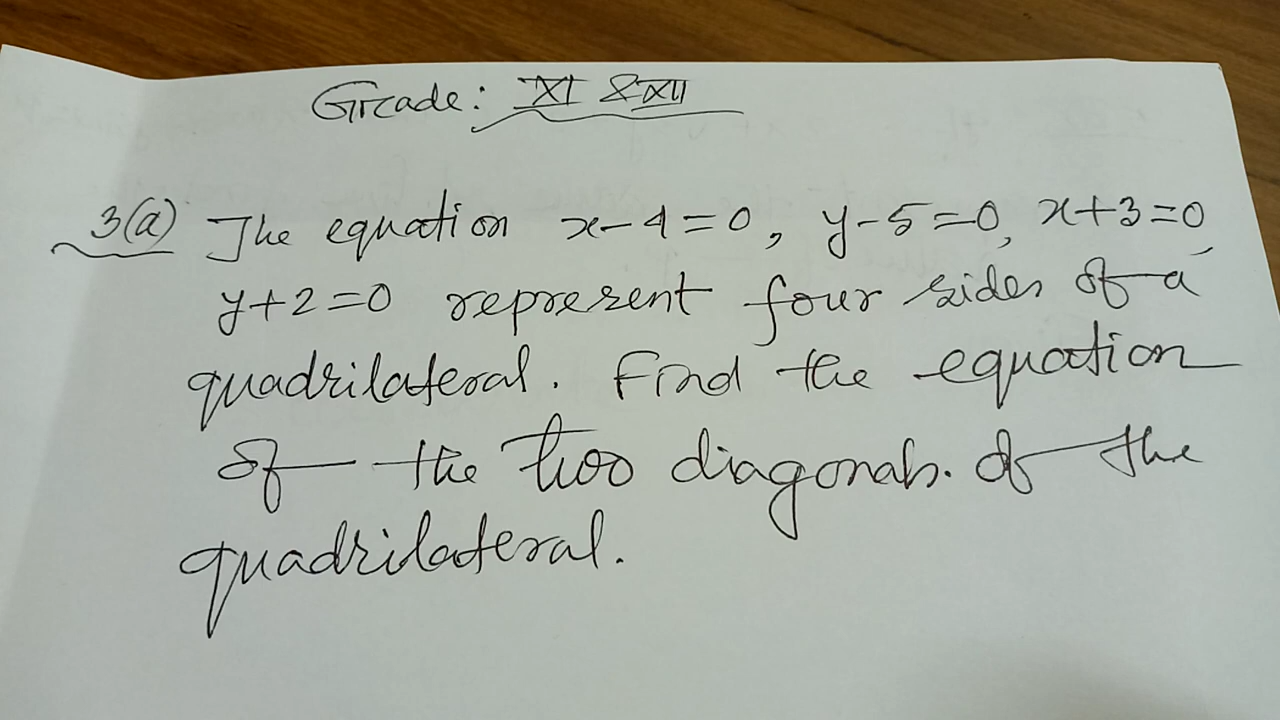 Grade: XI & XII
3(a) The equation x-4=0, y-5=0, x+3=0,
y+2=0 represent four sides of a
quadrilateral. Find the equation
of the two diagonals. of the
quadrilateral.